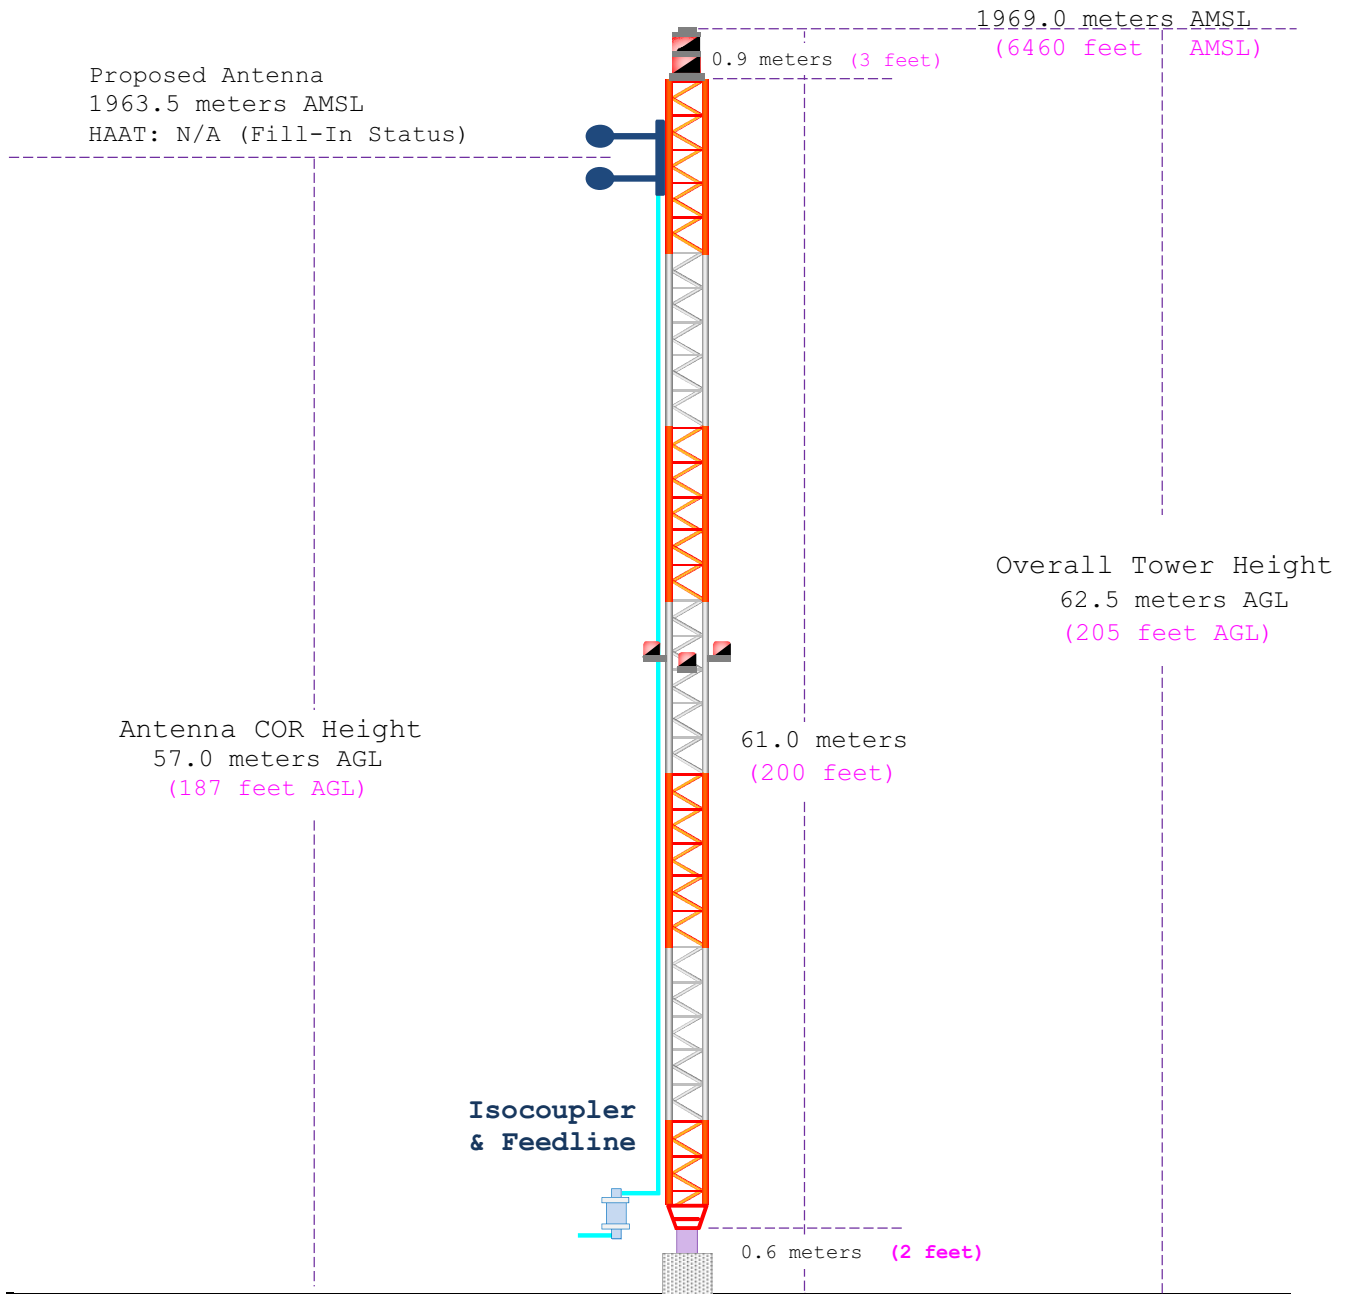 1969.0 meters AMSL
(6460 feet AMSL)
0.9 meters (3 feet)
Proposed Antenna
1963.5 meters AMSL
HAAT: N/A (Fill-In Status)
Overall Tower Height
62.5 meters AGL
(205 feet AGL)
Antenna COR Height
57.0 meters AGL
(187 feet AGL)
61.0 meters
(200 feet)
Isocoupler
& Feedline
0.6 meters (2 feet)